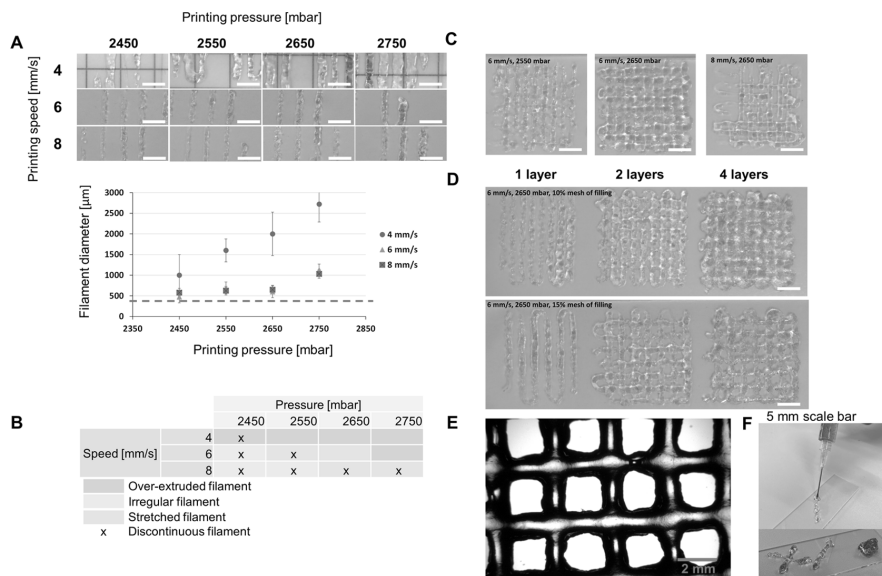 Printing pressure [mbar]
A
2450 2550 2650 2750
Printing speed [mm/s]
4
6
8
Filament diameter [µm]
3000
2500
2000
1500
1000
500
0
2350 2450 2550 2650 2750 2850
Printing pressure [mbar]
4 mm/s
6 mm/s
8 mm/s
B
Pressure [mbar]
2450 2550 2650 2750
Speed [mm/s]
4 x
6 x x
8 x x x x
Over-extruded filament
Irregular filament
Stretched filament
x Discontinuous filament
C
6 mm/s, 2550 mbar
6 mm/s, 2650 mbar
8 mm/s, 2650 mbar
D
1 layer 2 layers 4 layers
6 mm/s, 2650 mbar, 10% mesh of filling
6 mm/s, 2650 mbar, 15% mesh of filling
E
2 mm
5 mm scale bar
F